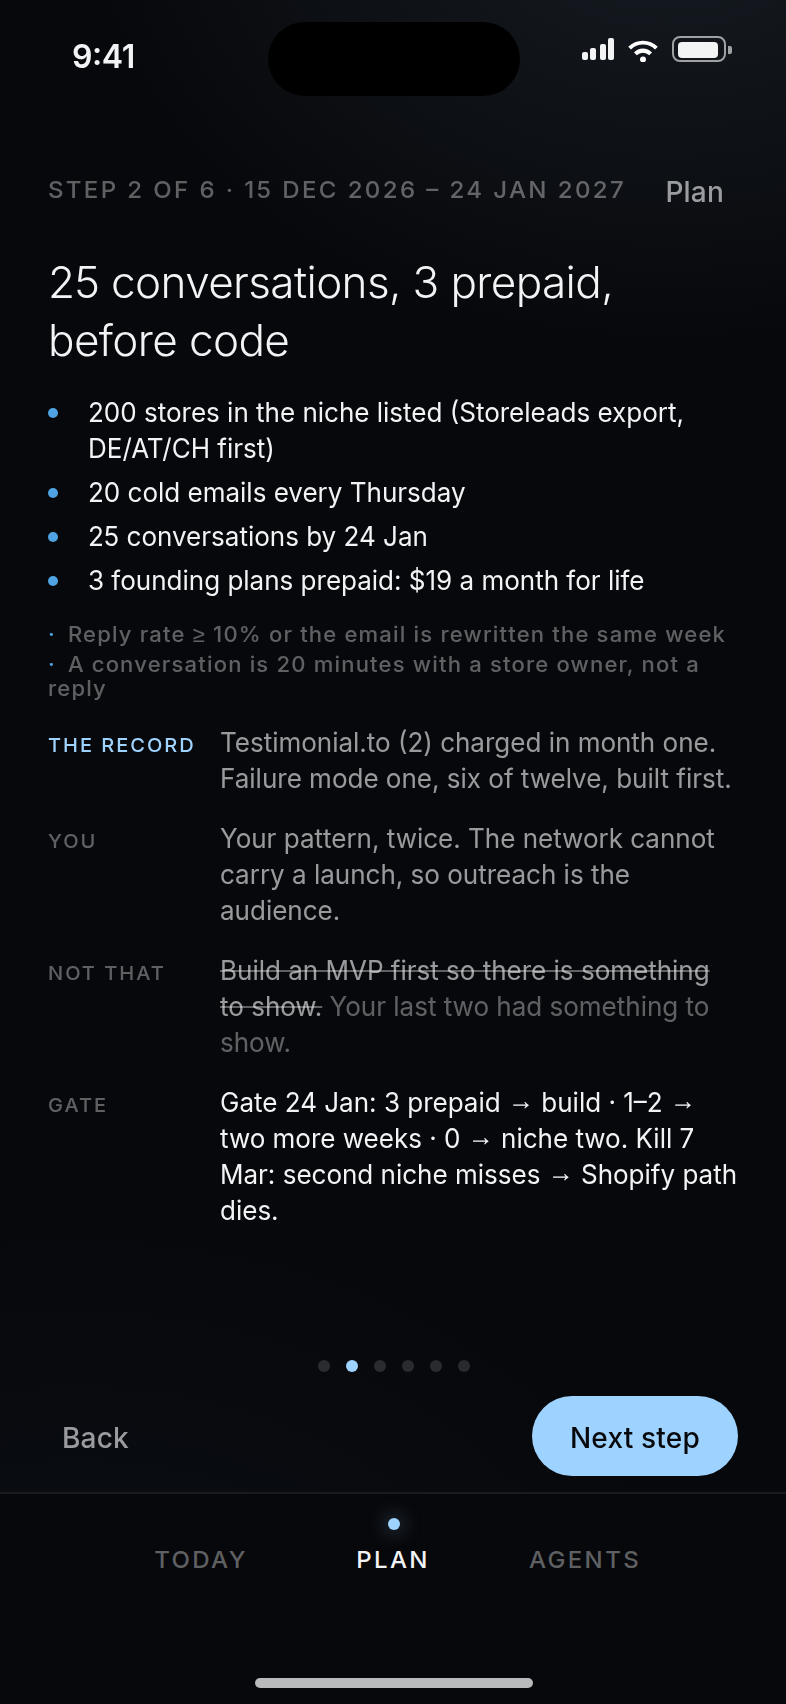 9:41
STEP 2 OF 6 · 15 DEC 2026 – 24 JAN 2027
Plan
25 conversations, 3 prepaid,
before code
200 stores in the niche listed (Storeleads export,
DE/AT/CH first)
20 cold emails every Thursday
25 conversations by 24 Jan
3 founding plans prepaid: $19 a month for life
· Reply rate ≥ 10% or the email is rewritten the same week
· A conversation is 20 minutes with a store owner, not a
reply
THE RECORD
Testimonial.to (2) charged in month one.
Failure mode one, six of twelve, built first.
YOU
Your pattern, twice. The network cannot
carry a launch, so outreach is the
audience.
NOT THAT
Build an MVP first so there is something
to show. Your last two had something to
show.
GATE
Gate 24 Jan: 3 prepaid → build · 1–2 →
two more weeks · 0 → niche two. Kill 7
Mar: second niche misses → Shopify path
dies.
Back
Next step
TODAY
PLAN
AGENTS